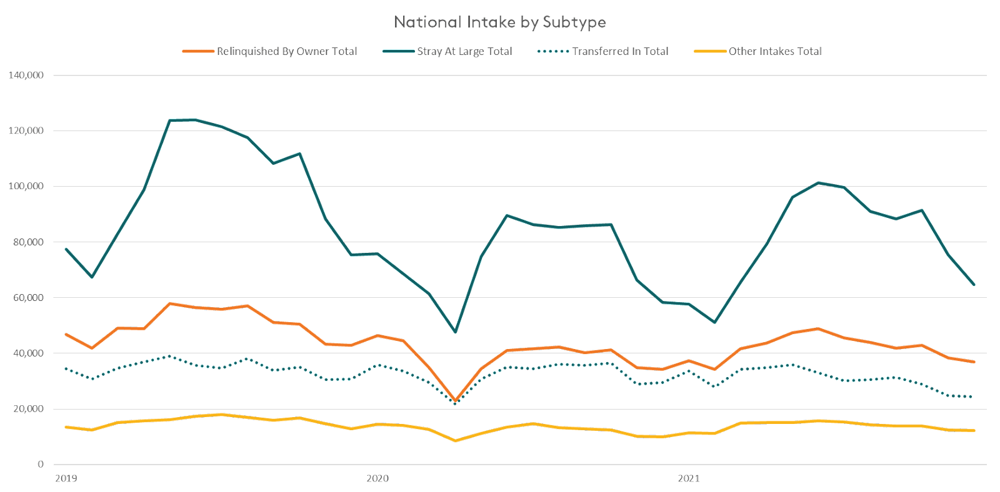 National Intake by Subtype
Relinquished By Owner Total Stray At Large Total Transferred In Total Other Intakes Total
140,000
120,000
100,000
80,000
60,000
40,000
20,000
0
2019 2020 2021